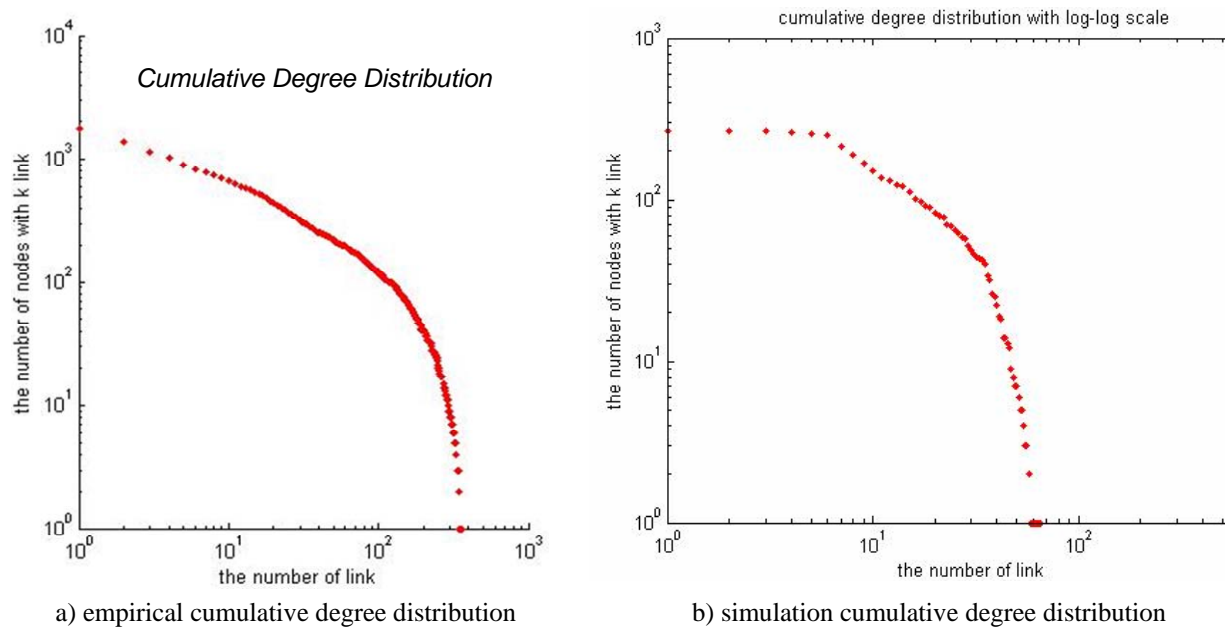 Cumulative Degree Distribution
the number of nodes with k link
10^4
10^3
10^2
10^1
10^0
10^0 10^1 10^2 10^3
the number of link
a) empirical cumulative degree distribution
cumulative degree distribution with log-log scale
the number of nodes with k link
10^3
10^2
10^1
10^0
10^0 10^1 10^2
the number of link
b) simulation cumulative degree distribution